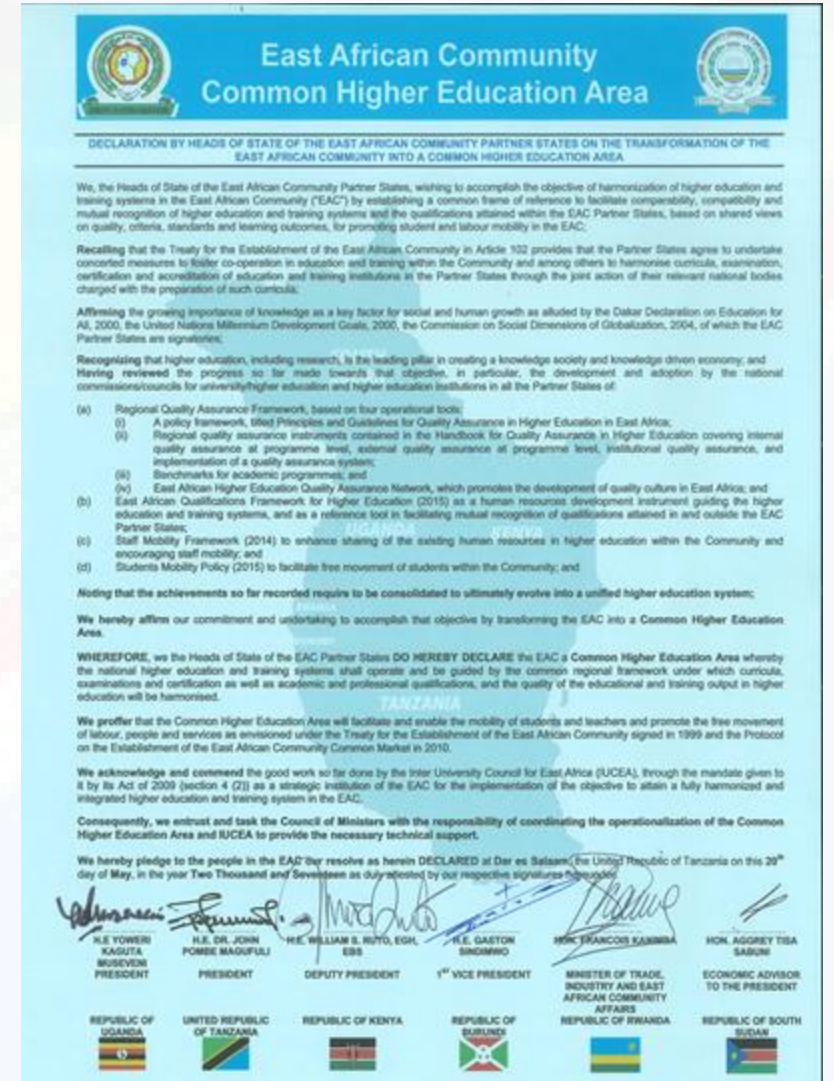 East African Community
Common Higher Education Area
DECLARATION BY HEADS OF STATE OF THE EAST AFRICAN COMMUNITY PARTNER STATES ON THE TRANSFORMATION OF THE
EAST AFRICAN COMMUNITY INTO A COMMON HIGHER EDUCATION AREA
We, the Heads of State of the East African Community Partner States, wishing to accomplish the objective of harmonization of higher education and
training systems in the East African Community ("EAC") by establishing a common frame of reference to facilitate comparability, compatibility and
mutual recognition of higher education and training systems and the qualifications attained within the EAC Partner States, based on shared views
on quality, criteria, standards and learning outcomes, for promoting student and labour mobility in the EAC;
Recalling that the Treaty for the Establishment of the East African Community in Article 102 provides that the Partner States agree to undertake
concerted measures to foster co-operation in education and training within the Community and among others to harmonise curricula, examination,
certification and accreditation of education and training institutions in the Partner States through the joint action of their relevant national bodies
charged with the preparation of such curricula;
Affirming the growing importance of knowledge as a key factor for social and human growth as alluded by the Dakar Declaration on Education for
All, 2000, the United Nations Millennium Development Goals, 2000, the Commission on Social Dimensions of Globalization, 2004, of which the EAC
Partner States are signatories;
Recognizing that higher education, including research, is the leading pillar in creating a knowledge society and knowledge driven economy; and
Having reviewed the progress so far made towards that objective, in particular, the development and adoption by the national
commissions/councils for university/higher education and higher education institutions in all the Partner States of:
(a) Regional Quality Assurance Framework, based on four operational tools:
(i) A policy framework, titled Principles and Guidelines for Quality Assurance in Higher Education in East Africa;
(ii) Regional quality assurance instruments contained in the Handbook for Quality Assurance in Higher Education covering internal
quality assurance at programme level, external quality assurance at programme level, institutional quality assurance, and
implementation of a quality assurance system;
(iii) Benchmarks for academic programmes; and
(iv) East African Higher Education Quality Assurance Network, which promotes the development of quality culture in East Africa; and
(b) East African Qualifications Framework for Higher Education (2015) as a human resources development instrument guiding the higher
education and training systems, and as a reference tool in facilitating mutual recognition of qualifications attained in and outside the EAC
Partner States;
(c) Staff Mobility Framework (2014) to enhance sharing of the existing human resources in higher education within the Community and
encouraging staff mobility; and
(d) Students Mobility Policy (2015) to facilitate free movement of students within the Community; and
UGANDA
KENYA
Noting that the achievements so far recorded require to be consolidated to ultimately evolve into a unified higher education system;
We hereby affirm our commitment and undertaking to accomplish that objective by transforming the EAC into a Common Higher Education
Area.
WHEREFORE, we the Heads of State of the EAC Partner States DO HEREBY DECLARE the EAC a Common Higher Education Area whereby
the national higher education and training systems shall operate and be guided by the common regional framework under which curricula,
examinations and certification as well as academic and professional qualifications, and the quality of the educational and training output in higher
education will be harmonised.
TANZANIA
We proffer that the Common Higher Education Area will facilitate and enable the mobility of students and teachers and promote the free movement
of labour, people and services as envisioned under the Treaty for the Establishment of the East African Community signed in 1999 and the Protocol
on the Establishment of the East African Community Common Market in 2010.
We acknowledge and commend the good work so far done by the Inter University Council for East Africa (IUCEA), through the mandate given to
it by its Act of 2009 (section 4 (2)) as a strategic institution of the EAC for the implementation of the objective to attain a fully harmonized and
integrated higher education and training system in the EAC.
Consequently, we entrust and task the Council of Ministers with the responsibility of coordinating the operationalization of the Common
Higher Education Area and IUCEA to provide the necessary technical support.
We hereby pledge to the people in the EAC our resolve as herein DECLARED at Dar es Salaam, the United Republic of Tanzania on this 20th
day of May, in the year Two Thousand and Seventeen as duly attested by our respective signatures hereunder
H.E YOWERI KAGUTA MUSEVENI
PRESIDENT
REPUBLIC OF UGANDA
H.E. DR. JOHN POMBE MAGUFULI
PRESIDENT
UNITED REPUBLIC OF TANZANIA
H.E. WILLIAM S. RUTO, EGH, EBS
DEPUTY PRESIDENT
REPUBLIC OF KENYA
H.E. GASTON SINDIMWO
1ST VICE PRESIDENT
REPUBLIC OF BURUNDI
HON. FRANCOIS KANIMBA
MINISTER OF TRADE, INDUSTRY AND EAST AFRICAN COMMUNITY AFFAIRS
REPUBLIC OF RWANDA
HON. AGGREY TISA SABUNI
ECONOMIC ADVISOR TO THE PRESIDENT
REPUBLIC OF SOUTH SUDAN